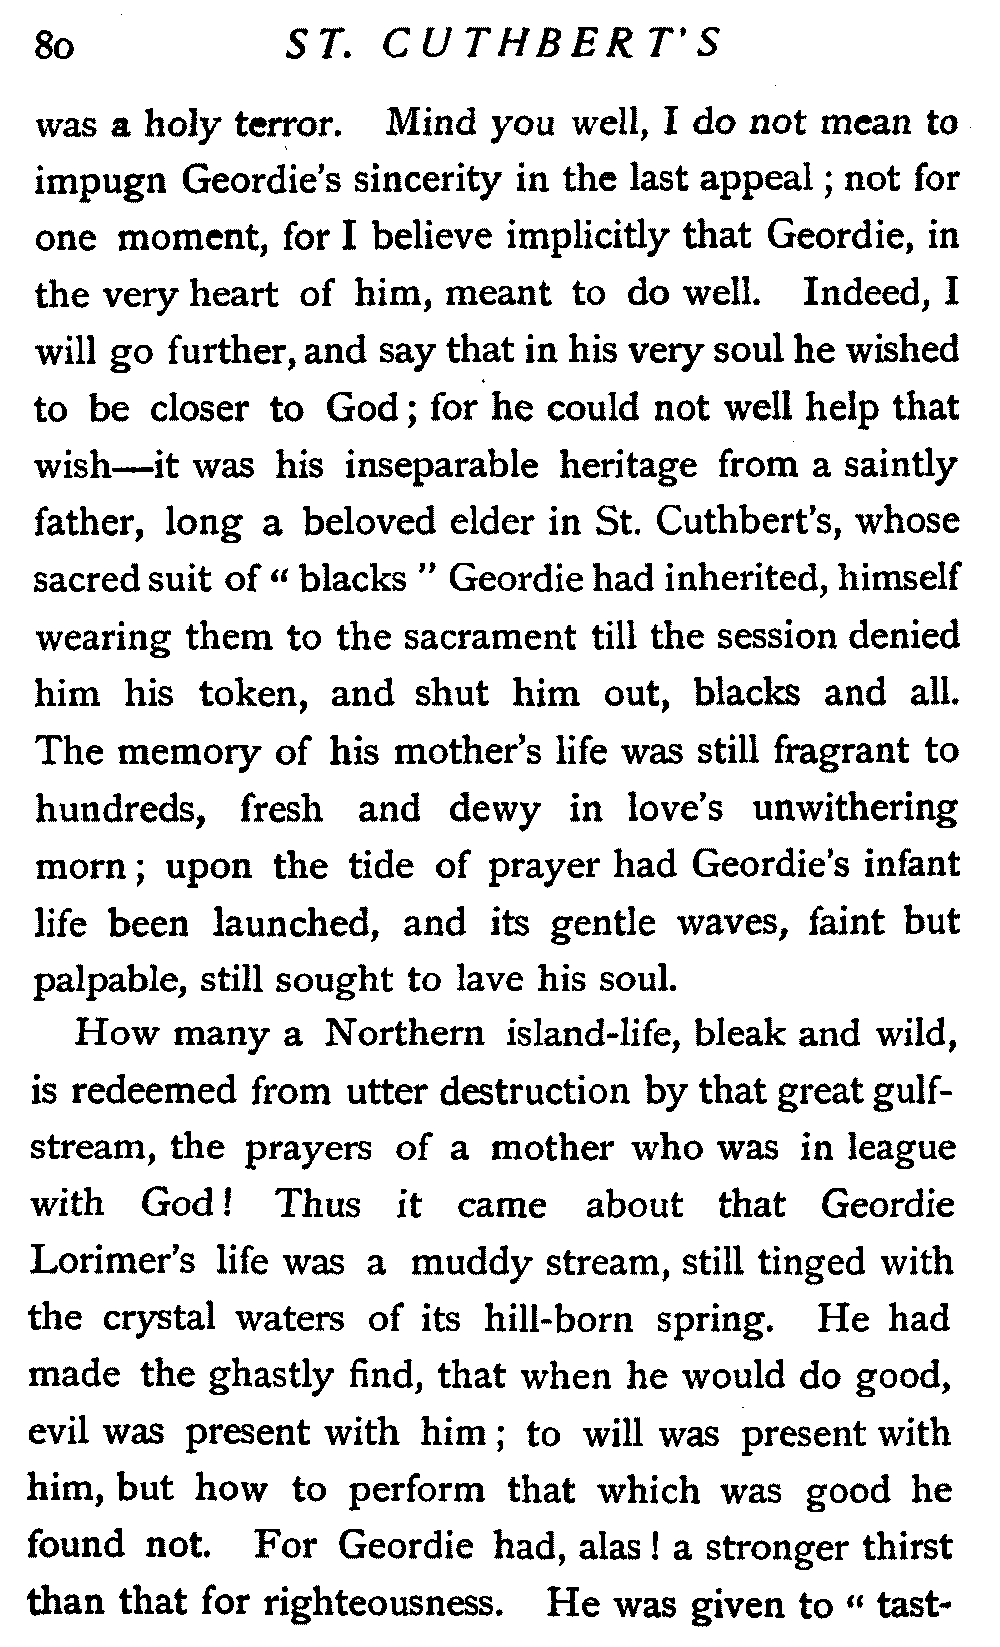 80 ST. CUTHBERT'S
was a holy terror. Mind you well, I do not mean to
impugn Geordie's sincerity in the last appeal ; not for
one moment, for I believe implicitly that Geordie, in
the very heart of him, meant to do well. Indeed, I
will go further, and say that in his very soul he wished
to be closer to God ; for he could not well help that
wish—it was his inseparable heritage from a saintly
father, long a beloved elder in St. Cuthbert's, whose
sacred suit of “ blacks ” Geordie had inherited, himself
wearing them to the sacrament till the session denied
him his token, and shut him out, blacks and all.
The memory of his mother's life was still fragrant to
hundreds, fresh and dewy in love's unwithering
morn ; upon the tide of prayer had Geordie's infant
life been launched, and its gentle waves, faint but
palpable, still sought to lave his soul.
How many a Northern island-life, bleak and wild,
is redeemed from utter destruction by that great gulf-
stream, the prayers of a mother who was in league
with God ! Thus it came about that Geordie
Lorimer's life was a muddy stream, still tinged with
the crystal waters of its hill-born spring. He had
made the ghastly find, that when he would do good,
evil was present with him ; to will was present with
him, but how to perform that which was good he
found not. For Geordie had, alas ! a stronger thirst
than that for righteousness. He was given to “ tast-